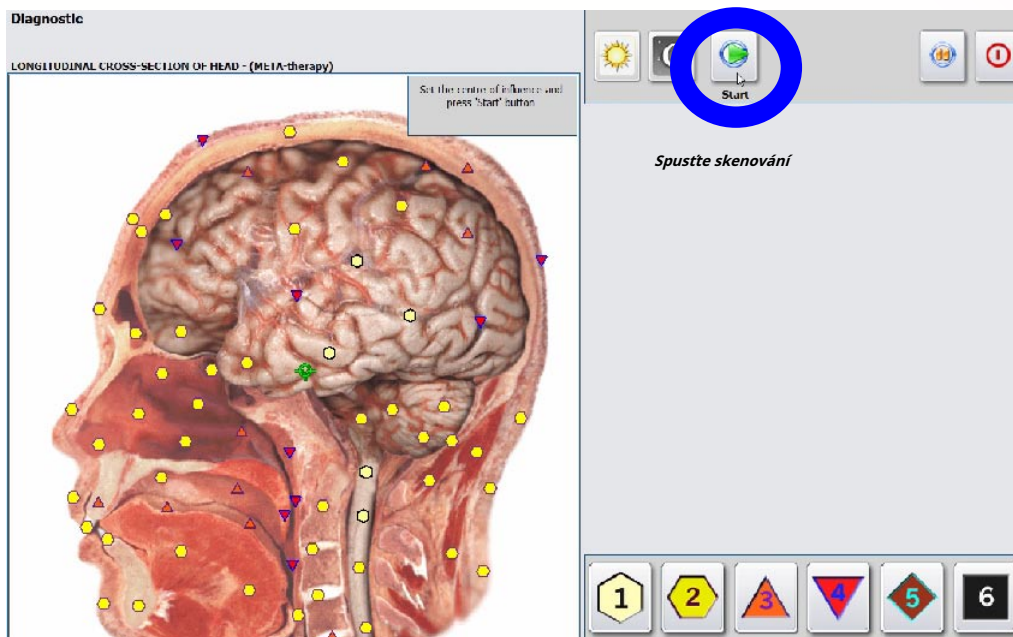 Diagnostic
LONGITUDINAL CROSS-SECTION OF HEAD - (META-therapy)
Set the centre of influence and
press 'Start' button
Start
Spusťte skenování
1
2
3
4
5
6